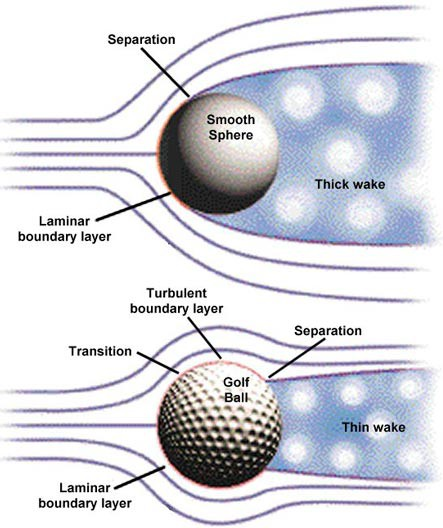 Separation
Smooth
Sphere
Thick wake
Laminar
boundary layer
Turbulent
boundary layer
Separation
Transition
Golf
Ball
Thin wake
Laminar
boundary layer